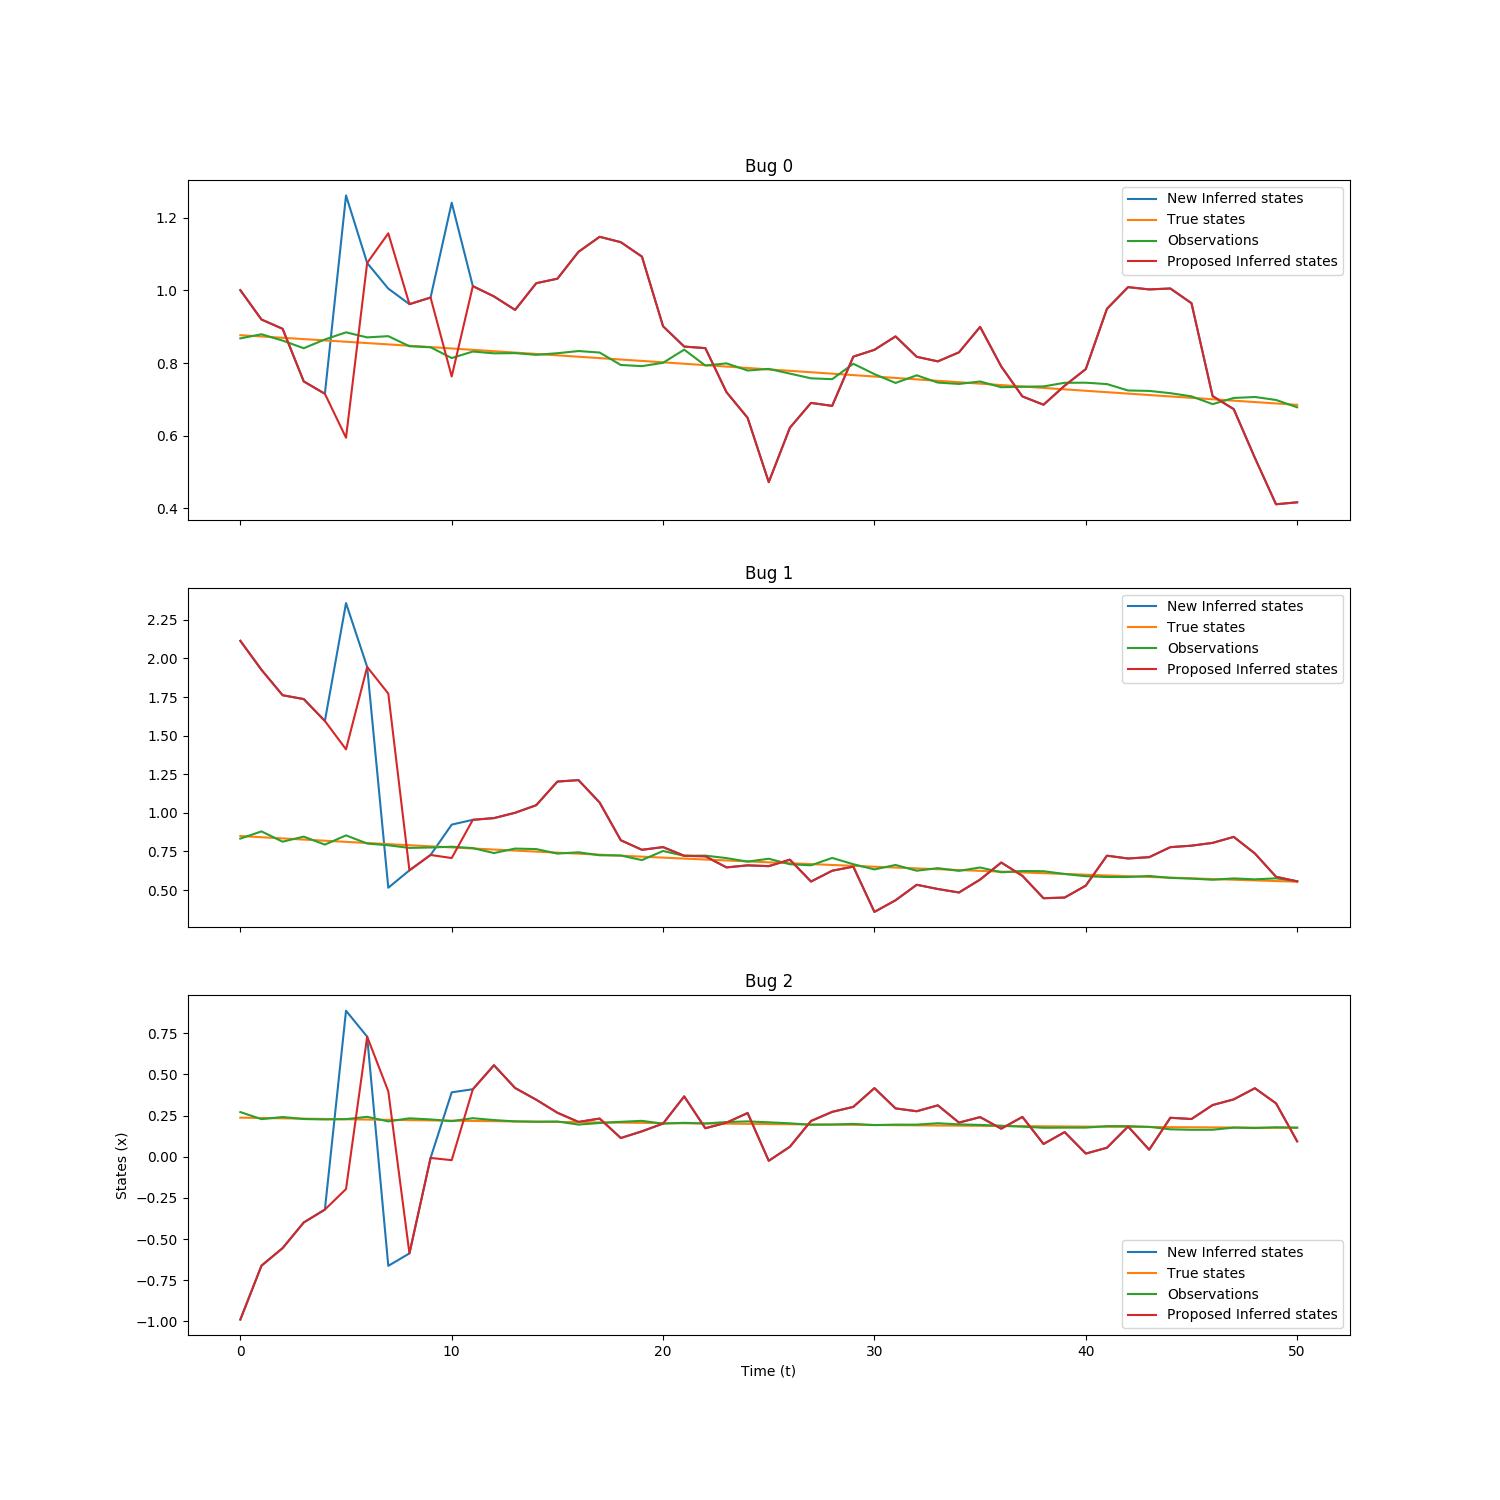 Bug 0
New Inferred states
True states
Observations
Proposed Inferred states
1.2
1.0
0.8
0.6
0.4
Bug 1
New Inferred states
True states
Observations
Proposed Inferred states
2.25
2.00
1.75
1.50
1.25
1.00
0.75
0.50
Bug 2
0.75
0.50
0.25
0.00
−0.25
−0.50
−0.75
−1.00
States (x)
New Inferred states
True states
Observations
Proposed Inferred states
0 10 20 30 40 50
Time (t)